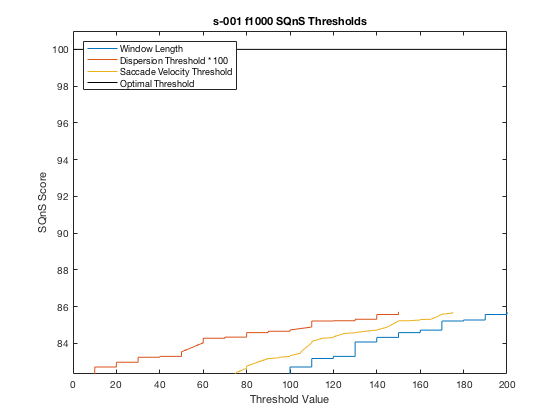 s-001 f1000 SQnS Thresholds
100
98
96
94
92
90
88
86
84
SQnS Score
Window Length
Dispersion Threshold * 100
Saccade Velocity Threshold
Optimal Threshold
0 20 40 60 80 100 120 140 160 180 200
Threshold Value